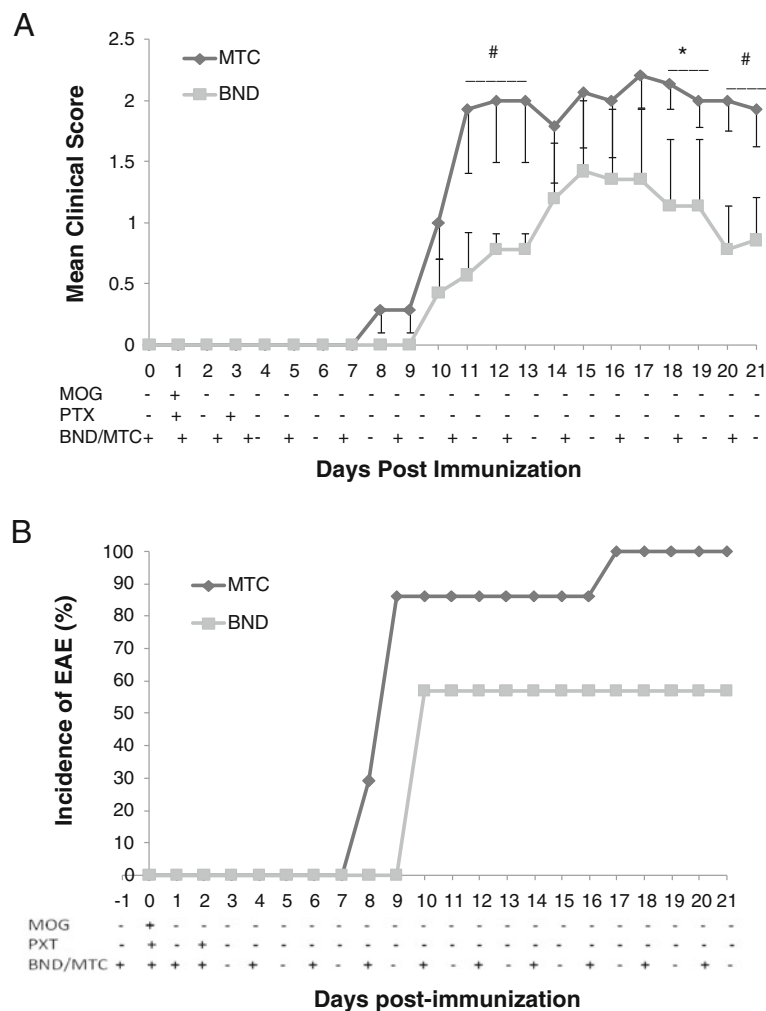 A
2.5
2
1.5
1
0.5
0
Mean Clinical Score
MTC
BND
#
*
#
0 1 2 3 4 5 6 7 8 9 10 11 12 13 14 15 16 17 18 19 20 21
MOG - + - - - - - - - - - - - - - - - - - - - -
PTX - + - + - - - - - - - - - - - - - - - - - -
BND/MTC + + + + - + - + - + - + - + - + - + - + - + -
Days Post Immunization
B
100
90
80
70
60
50
40
30
20
10
0
Incidence of EAE (%)
MTC
BND
-1 0 1 2 3 4 5 6 7 8 9 10 11 12 13 14 15 16 17 18 19 20 21
MOG - + - - - - - - - - - - - - - - - - - - - - -
PXT - + - + - - - - - - - - - - - - - - - - - - -
BND/MTC + + + + - + - + - + - + - + - + - + - + - + -
Days post-immunization